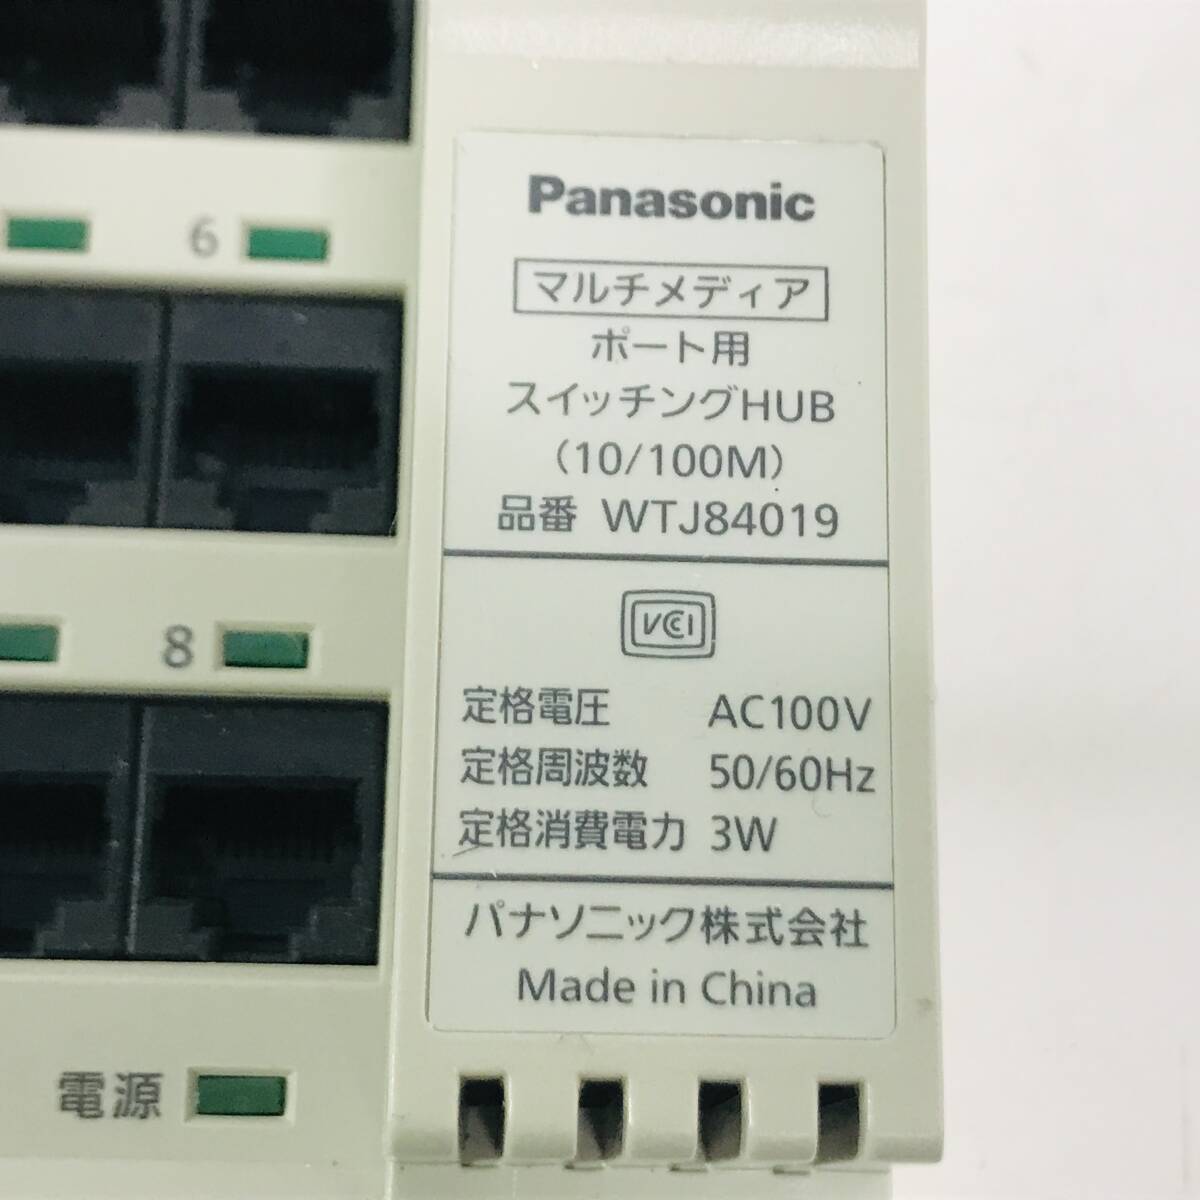 Panasonic
マルチメディア
ポート用
スイッチングHUB
(10/100M)
品番 WTJ84019
VCCI
定格電圧 AC100V
定格周波数 50/60Hz
定格消費電力 3W
パナソニック株式会社
Made in China
6
8
電源